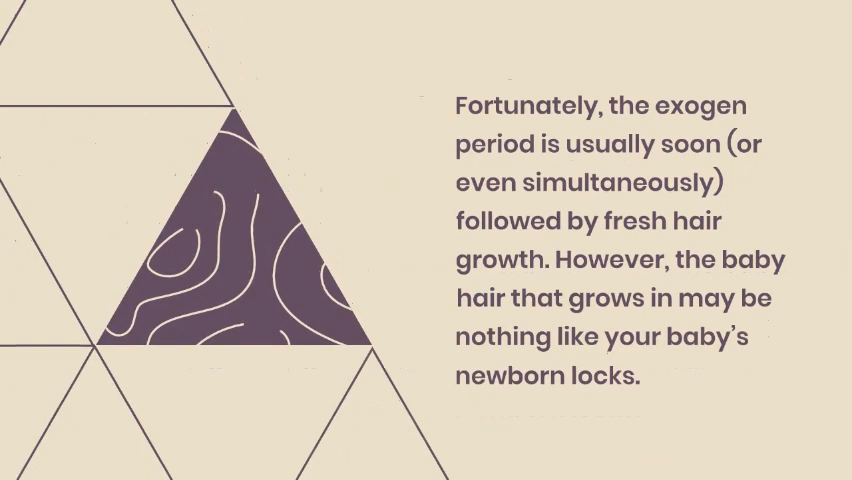 Fortunately, the exogen
period is usually soon (or
even simultaneously)
followed by fresh hair
growth. However, the baby
hair that grows in may be
nothing like your baby’s
newborn locks.